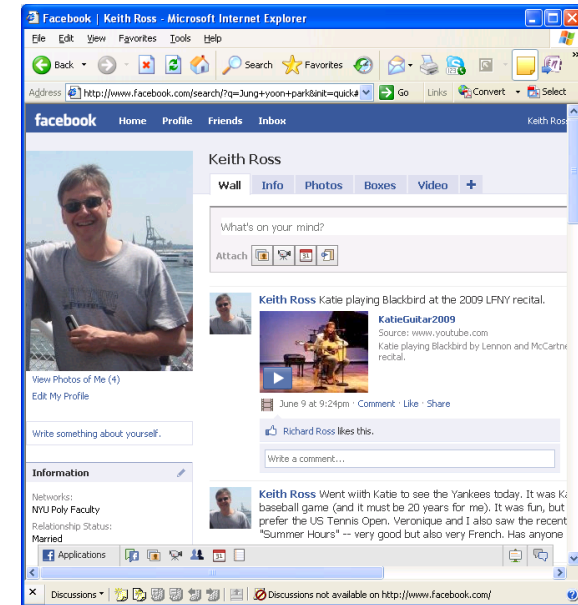 Facebook | Keith Ross - Microsoft Internet Explorer
File Edit View Favorites Tools Help
Back Search Favorites
Address http://www.facebook.com/search/?q=Jung+yoon+park&init=quick# Go Links Convert Select
facebook Home Profile Friends Inbox Keith Ross
Keith Ross
Wall Info Photos Boxes Video +
What's on your mind?
Attach 31
Keith Ross Katie playing Blackbird at the 2009 LFNY recital.
KatieGuitar2009
Source: www.youtube.com
Katie playing Blackbird by Lennon and McCartne
recital.
June 9 at 9:24pm · Comment · Like · Share
Richard Ross likes this.
Write a comment...
View Photos of Me (4)
Edit My Profile
Write something about yourself.
Information
Networks:
NYU Poly Faculty
Relationship Status:
Married
Keith Ross Went wiith Katie to see the Yankees today. It was Ka
baseball game (and it must be 20 years for me). It was fun, but
prefer the US Tennis Open. Veronique and I also saw the recent
"Summer Hours" -- very good but also very French. Has anyone
Applications
Discussions Discussions not available on http://www.facebook.com/